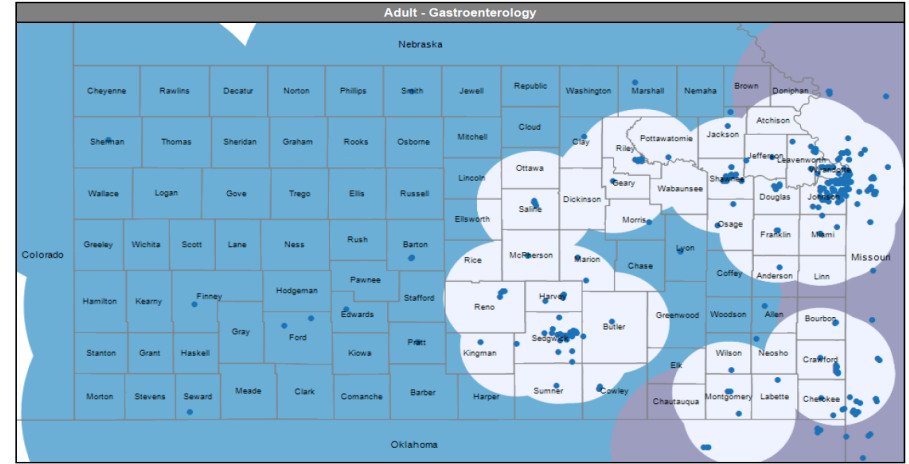 Adult - Gastroenterology
Nebraska
Cheyenne Rawlins Decatur Norton Phillips Smith Jewell Republic Washington Marshall Nemaha Brown Doniphan
Sherman Thomas Sheridan Graham Rooks Osborne Mitchell Cloud Clay Riley Pottawatomie Jackson Atchison
Jefferson Leavenworth
Wallace Logan Gove Trego Ellis Russell Lincoln Ottawa Geary Wabaunsee Shawnee Wyandotte
Saline Dickinson Douglas Johnson
Ellsworth Morris Osage
Colorado Greeley Wichita Scott Lane Ness Rush Barton Rice McPherson Marion Chase Lyon Franklin Miami Missouri
Hamilton Kearny Finney Hodgeman Pawnee Stafford Reno Harvey Coffey Anderson Linn
Gray Ford Edwards Sedgwick Butler Greenwood Woodson Allen Bourbon
Stanton Grant Haskell Kiowa Pratt Kingman Elk Wilson Neosho Crawford
Morton Stevens Seward Meade Clark Comanche Barber Harper Sumner Cowley Chautauqua Montgomery Labette Cherokee
Oklahoma